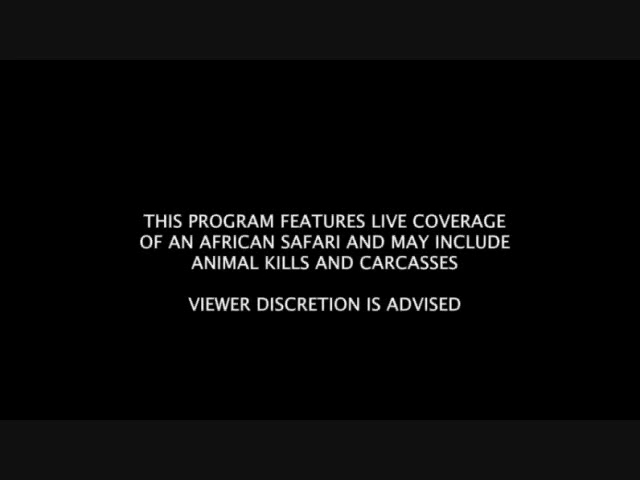 THIS PROGRAM FEATURES LIVE COVERAGE
OF AN AFRICAN SAFARI AND MAY INCLUDE
ANIMAL KILLS AND CARCASSES
VIEWER DISCRETION IS ADVISED